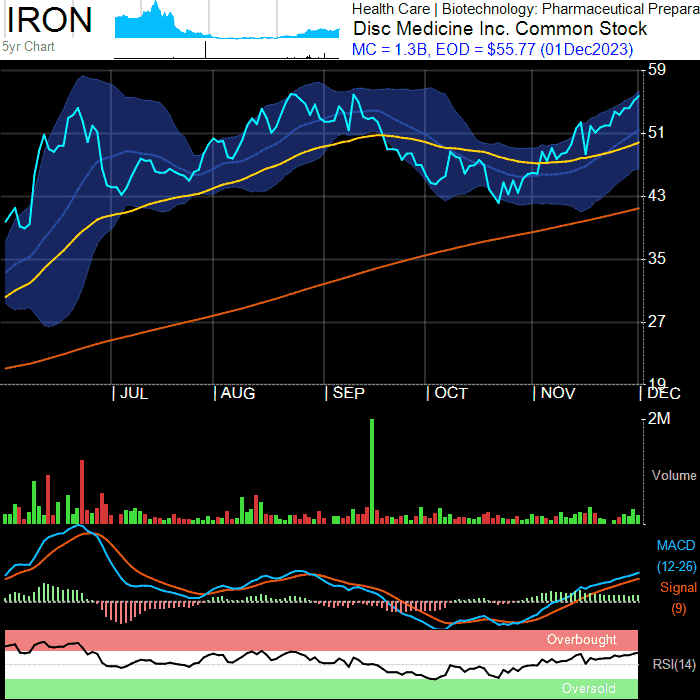 IRON
5yr Chart
Health Care | Biotechnology: Pharmaceutical Prepara
Disc Medicine Inc. Common Stock
MC = 1.3B, EOD = $55.77 (01Dec2023)
59
51
43
35
27
19
JUL
AUG
SEP
OCT
NOV
DEC
2M
Volume
MACD
(12-26)
Signal
(9)
Overbought
RSI(14)
Oversold